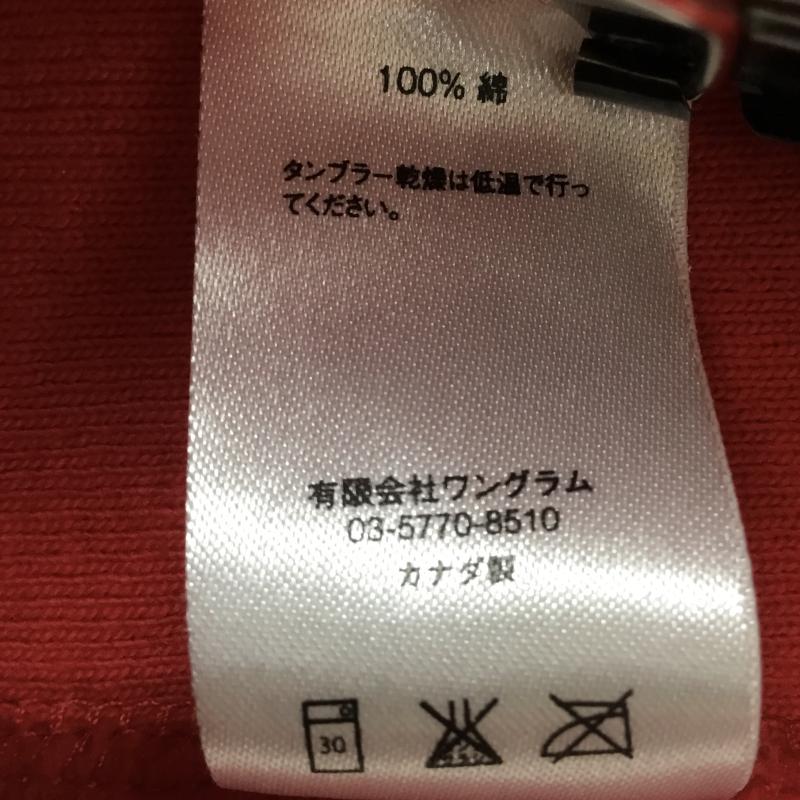 100% 綿
タンブラー乾燥は低温で行っ
てください。
有限会社ワングラム
03-5770-8510
カナダ製
30